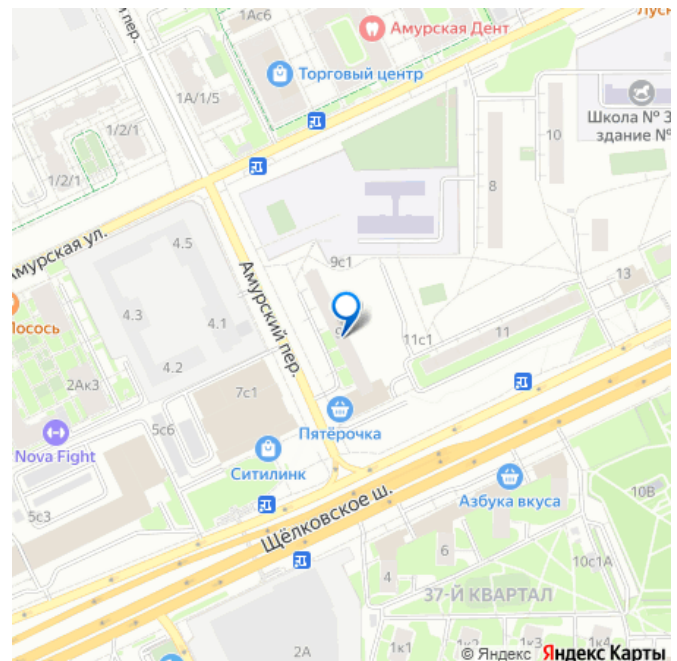 Луск
1Ас6
Амурская Дент
й пер.
Торговый центр
1А/1/5
Школа № 3
здание №
1/2/1
10
1/2/1
8
Амурская ул.
4.5
9с1
Амурский пер.
13
4.3
4.1
Лосось
11с1
11
4.2
2Ак3
7с1
5с6
Пятёрочка
Nova Fight
Ситилинк
Азбука вкуса
10В
5с3
Щёлковское ш.
6
10с1А
4
37-Й КВАРТАЛ
2А
1к1
1к2
1к3
1к4
© Яндекс Яндекс Карты